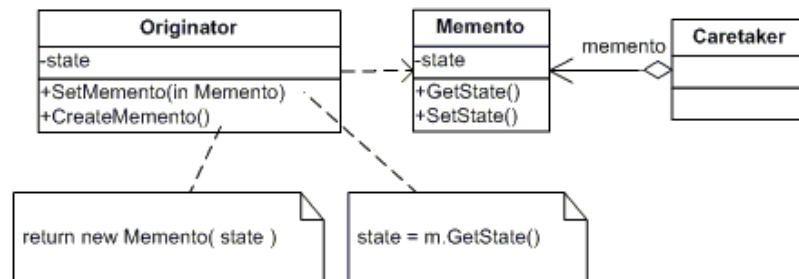 Originator
-state
+SetMemento(in Memento)
+CreateMemento()
Memento
-state
+GetState()
+SetState()
memento
Caretaker
return new Memento( state )
state = m.GetState()